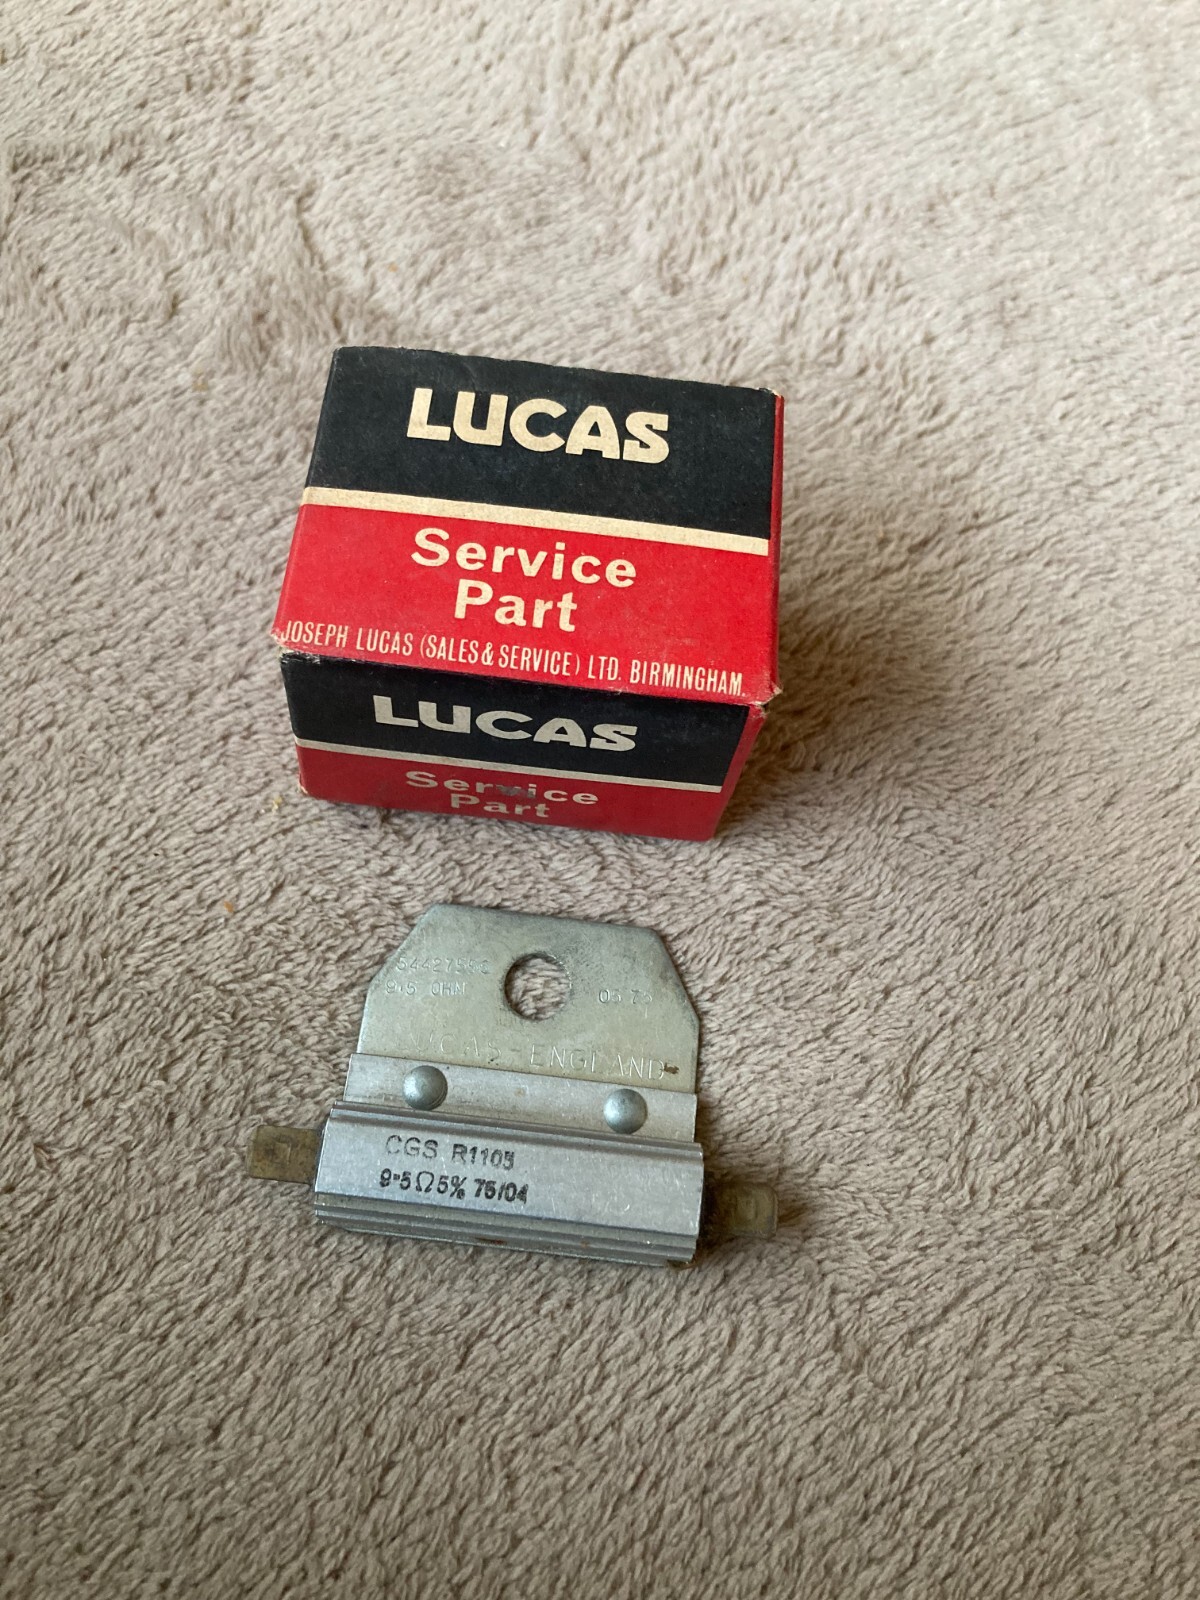 LUCAS
Service
Part
JOSEPH LUCAS (SALES & SERVICE) LTD. BIRMINGHAM
LUCAS
Service
Part
9.5 OHM
LUCAS-ENGLAND
CGS R1105
9.5Ω5% 75/04